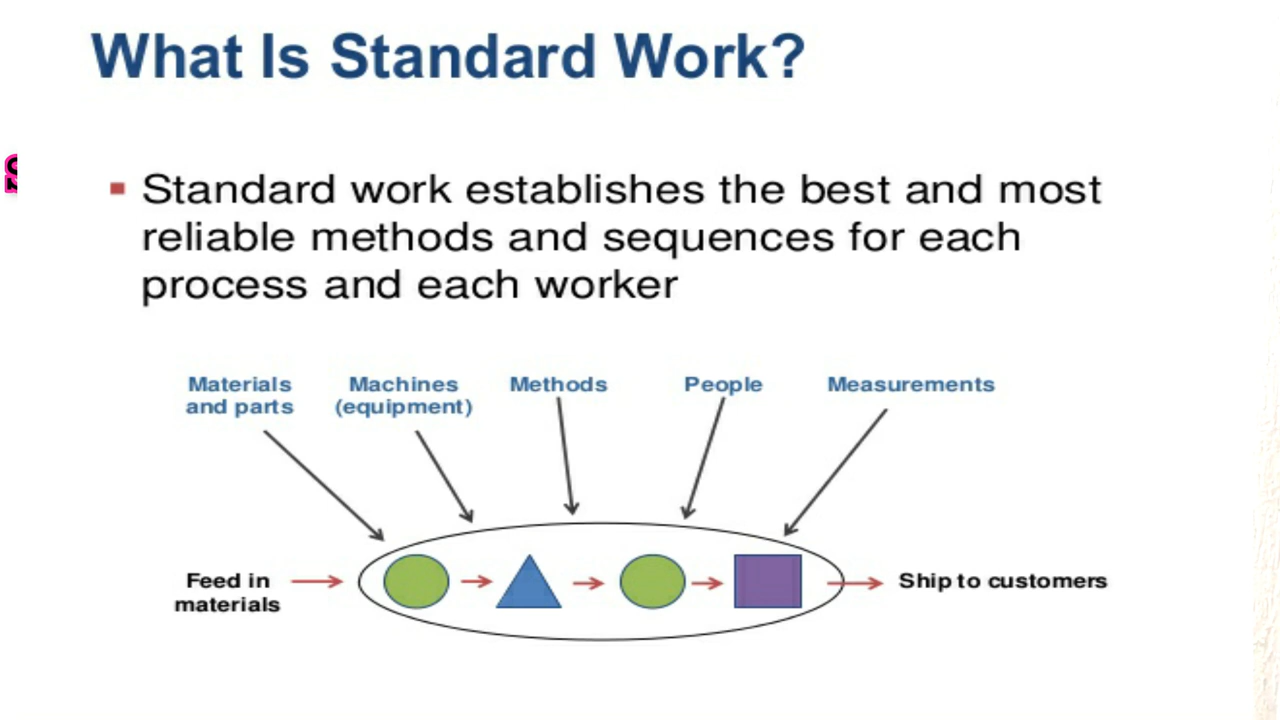 What Is Standard Work?
Standard work establishes the best and most
reliable methods and sequences for each
process and each worker
Materials and parts
Machines (equipment)
Methods
People
Measurements
Feed in materials
Ship to customers